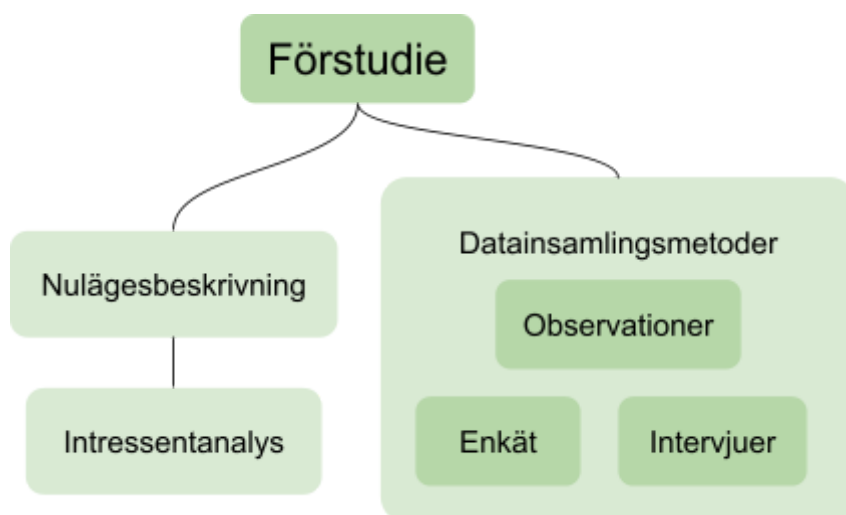 Förstudie
Nulägesbeskrivning
Intressentanalys
Datainsamlingsmetoder
Observationer
Enkät
Intervjuer